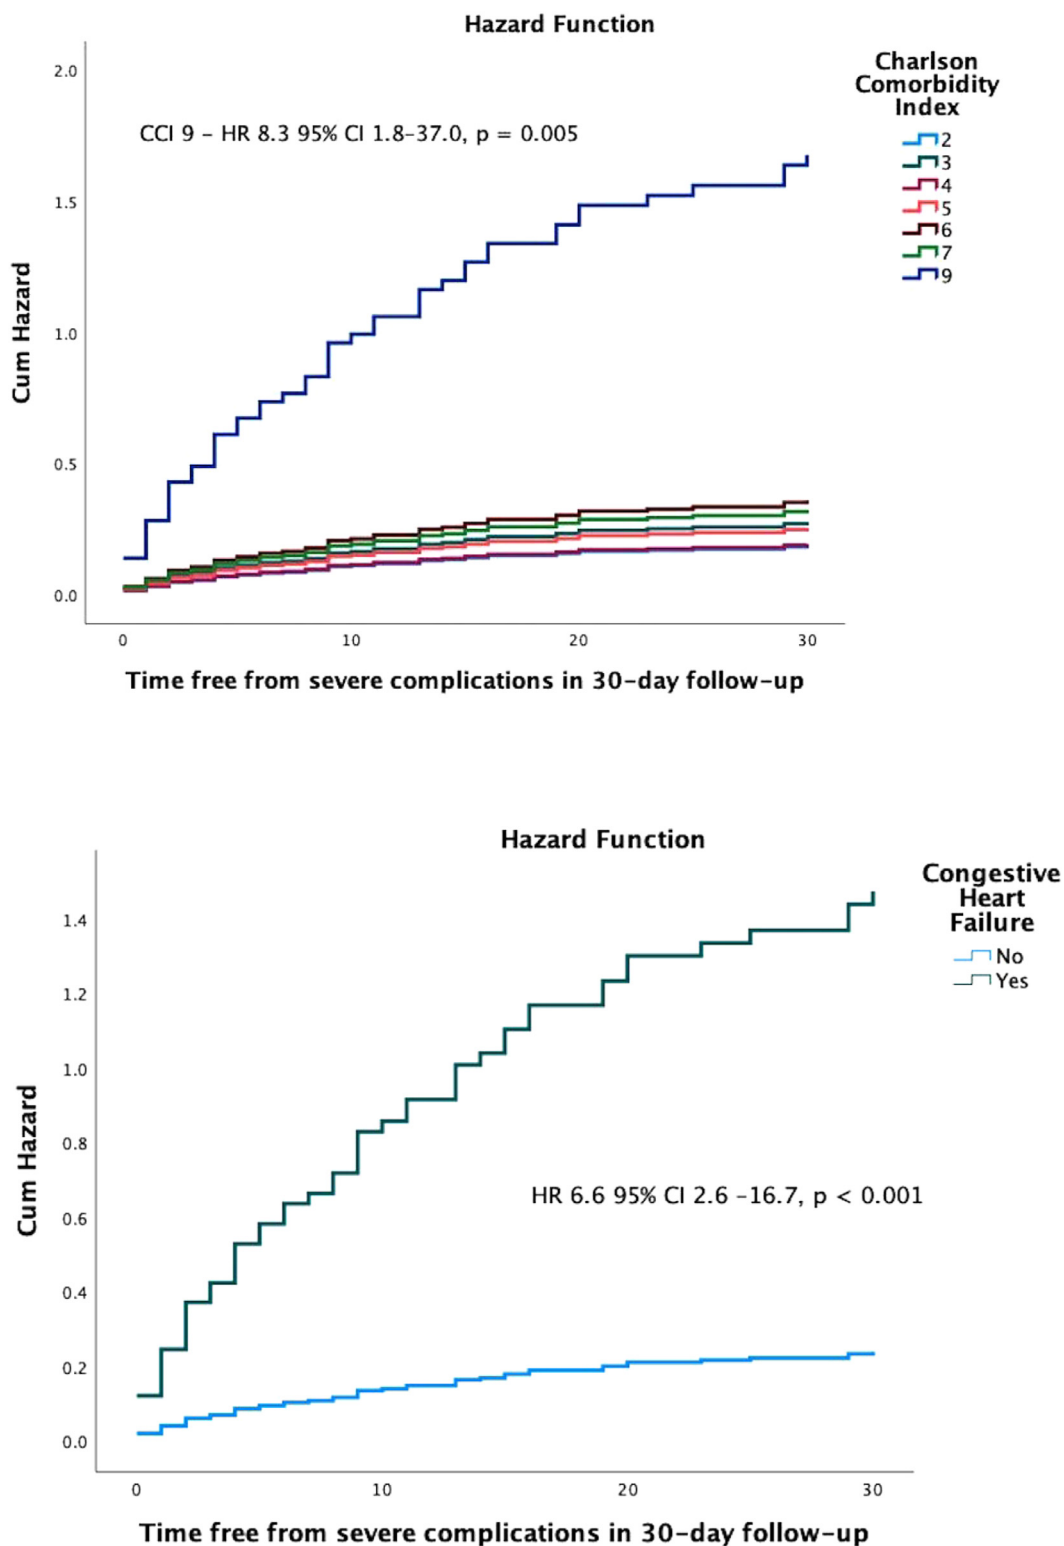 Hazard Function
Charlson
Comorbidity
Index
2
3
4
5
6
7
9
CCI 9 – HR 8.3 95% CI 1.8–37.0, p = 0.005
Cum Hazard
2.0
1.5
1.0
0.5
0.0
0 10 20 30
Time free from severe complications in 30-day follow-up
Hazard Function
Congestive
Heart
Failure
No
Yes
HR 6.6 95% CI 2.6 –16.7, p < 0.001
Cum Hazard
1.4
1.2
1.0
0.8
0.6
0.4
0.2
0.0
0 10 20 30
Time free from severe complications in 30-day follow-up